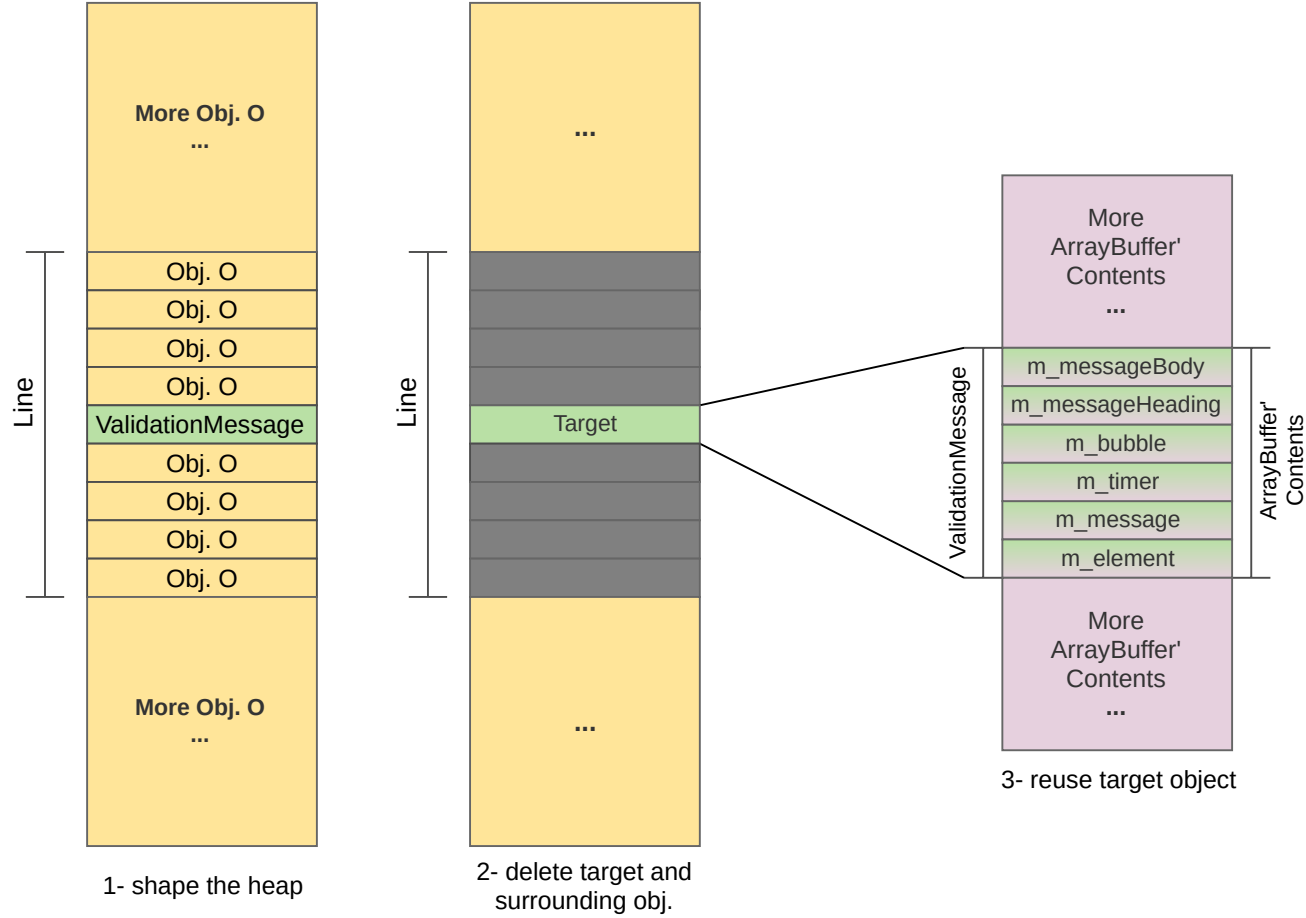 More Obj. O
...
Line
Obj. O
Obj. O
Obj. O
Obj. O
ValidationMessage
Obj. O
Obj. O
Obj. O
Obj. O
More Obj. O
...
1- shape the heap
...
Line
Target
...
2- delete target and
surrounding obj.
More
ArrayBuffer'
Contents
...
ValidationMessage
m_messageBody
m_messageHeading
m_bubble
m_timer
m_message
m_element
ArrayBuffer'
Contents
More
ArrayBuffer'
Contents
...
3- reuse target object